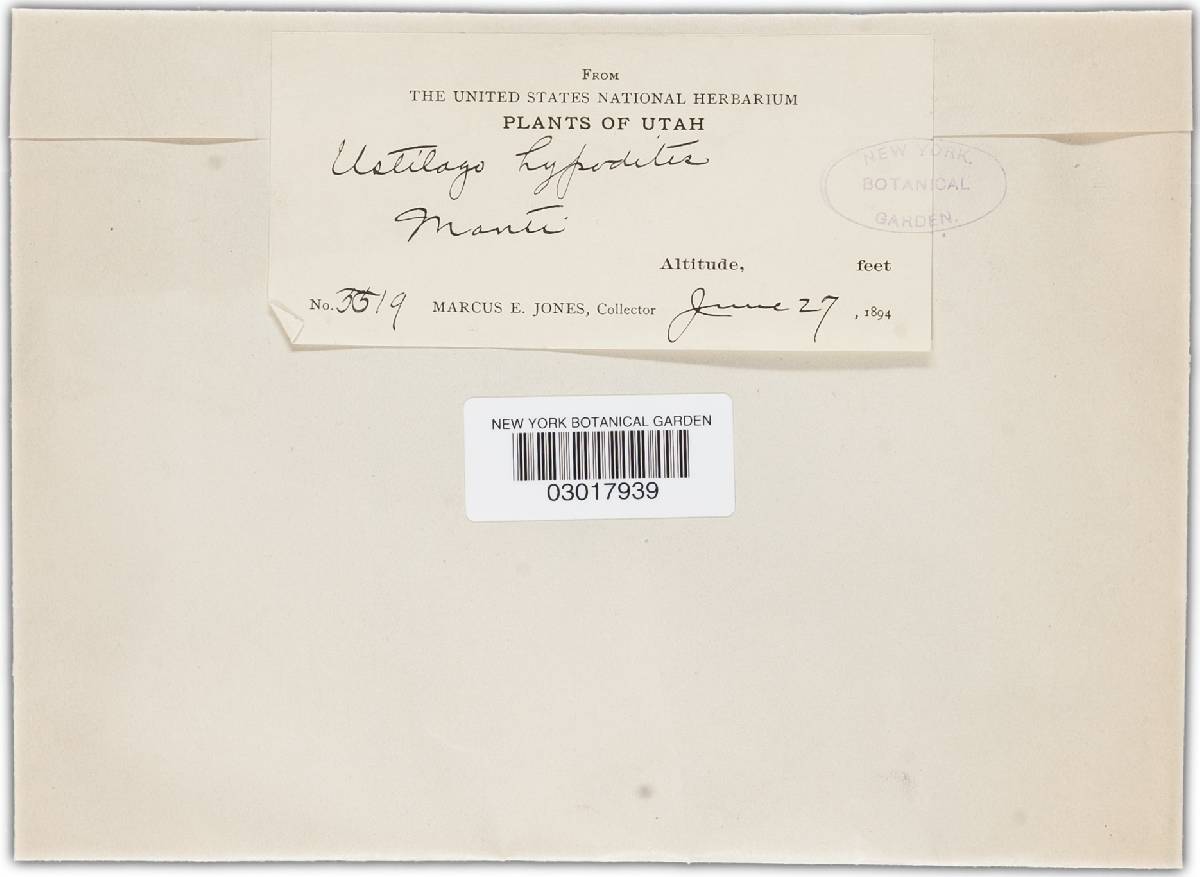 FROM
THE UNITED STATES NATIONAL HERBARIUM
PLANTS OF UTAH
Ustilago hypodites
Manti
Altitude, feet
No. 5519 MARCUS E. JONES, Collector June 27, 1894
NEW YORK
BOTANICAL
GARDEN.
NEW YORK BOTANICAL GARDEN
03017939